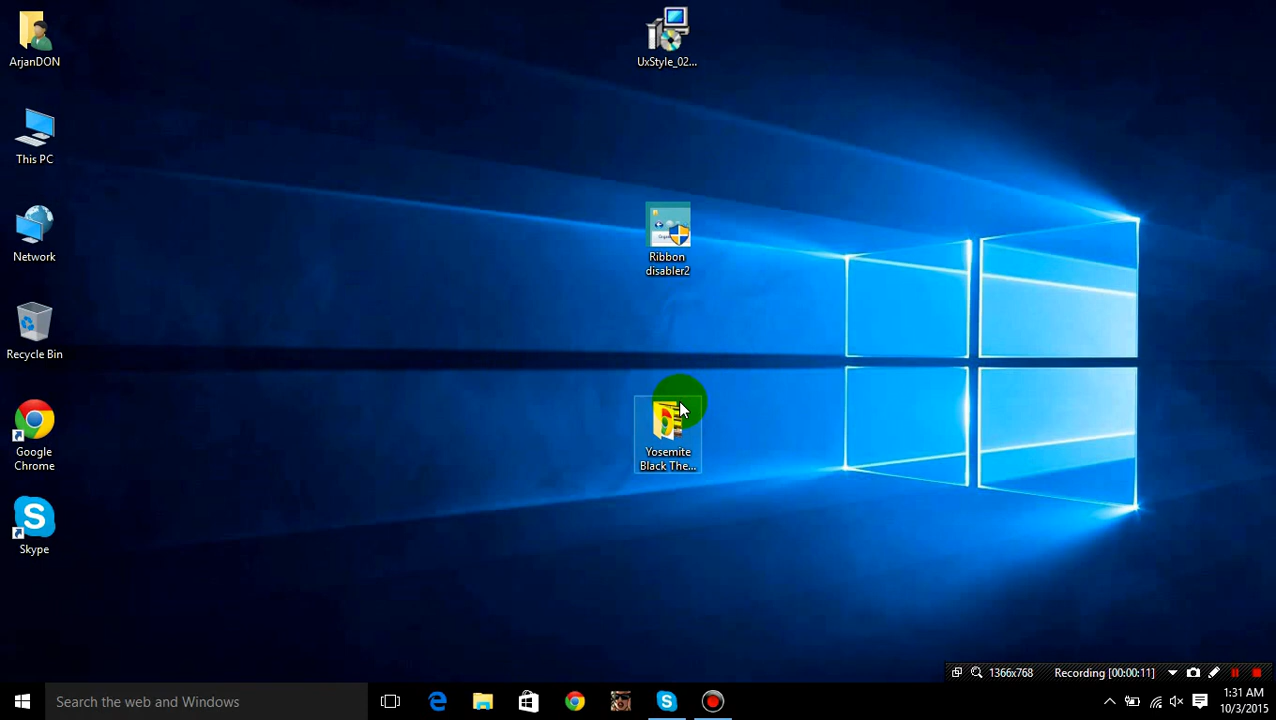 ArjanDON
This PC
Network
Recycle Bin
Google
Chrome
Skype
UxStyle_02...
Ribbon
disabler2
Yosemite
Black The...
1366x768
Recording [00:00:11]
Search the web and Windows
1:31 AM
10/3/2015